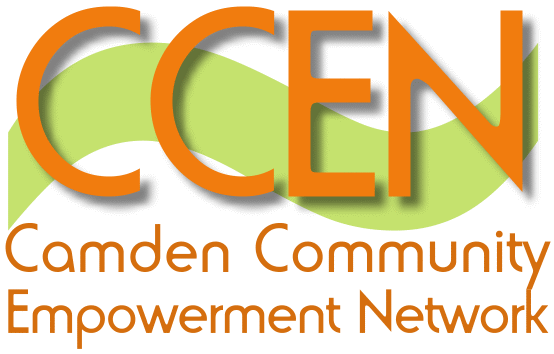 CCEN
Camden Community
Empowerment Network